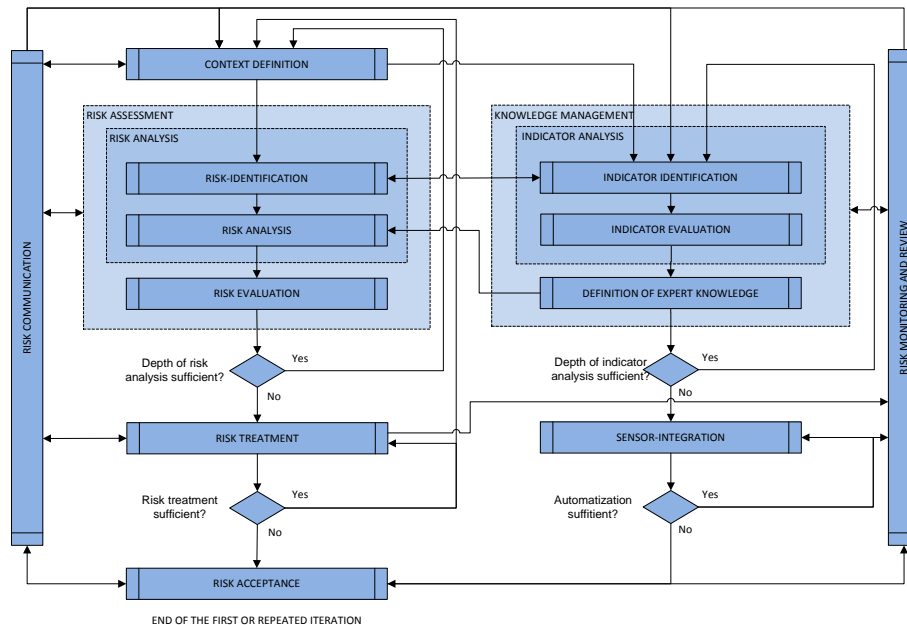 CONTEXT DEFINITION
RISK ASSESSMENT
RISK ANALYSIS
RISK-IDENTIFICATION
RISK ANALYSIS
RISK EVALUATION
KNOWLEDGE MANAGEMENT
INDICATOR ANALYSIS
INDICATOR IDENTIFICATION
INDICATOR EVALUATION
DEFINITION OF EXPERT KNOWLEDGE
RISK COMMUNICATION
RISK MONITORING AND REVIEW
Depth of risk
analysis sufficient?
Yes
No
Depth of indicator
analysis sufficient?
Yes
No
RISK TREATMENT
SENSOR-INTEGRATION
Risk treatment
sufficient?
Yes
No
Automatization
suffitient?
Yes
No
RISK ACCEPTANCE
END OF THE FIRST OR REPEATED ITERATION